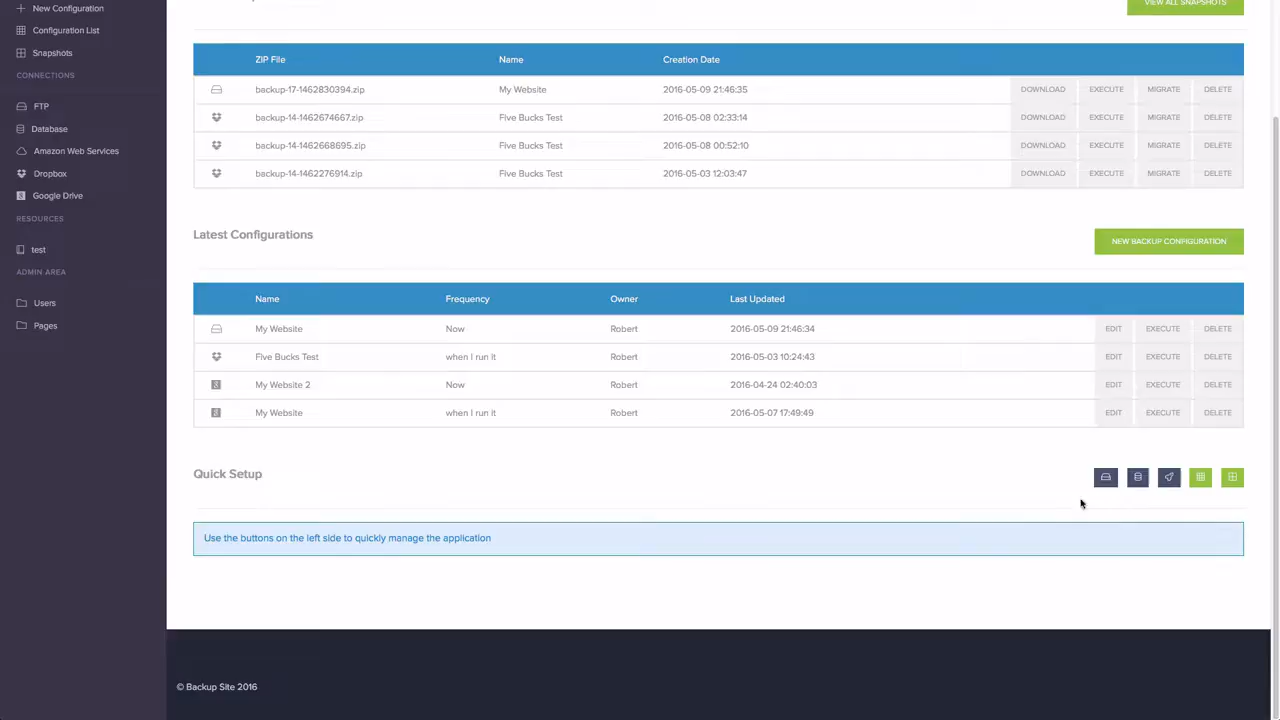 New Configuration
Configuration List
Snapshots
CONNECTIONS
FTP
Database
Amazon Web Services
Dropbox
Google Drive
RESOURCES
test
ADMIN AREA
Users
Pages
VIEW ALL SNAPSHOTS
ZIP File Name Creation Date
backup-17-1462830394.zip My Website 2016-05-09 21:46:35 DOWNLOAD EXECUTE MIGRATE DELETE
backup-14-1462674667.zip Five Bucks Test 2016-05-08 02:33:14 DOWNLOAD EXECUTE MIGRATE DELETE
backup-14-1462668695.zip Five Bucks Test 2016-05-08 00:52:10 DOWNLOAD EXECUTE MIGRATE DELETE
backup-14-1462276914.zip Five Bucks Test 2016-05-03 12:03:47 DOWNLOAD EXECUTE MIGRATE DELETE
Latest Configurations
NEW BACKUP CONFIGURATION
Name Frequency Owner Last Updated
My Website Now Robert 2016-05-09 21:46:34 EDIT EXECUTE DELETE
Five Bucks Test when I run it Robert 2016-05-03 10:24:43 EDIT EXECUTE DELETE
My Website 2 Now Robert 2016-04-24 02:40:03 EDIT EXECUTE DELETE
My Website when I run it Robert 2016-05-07 17:49:49 EDIT EXECUTE DELETE
Quick Setup
Use the buttons on the left side to quickly manage the application
© Backup Site 2016